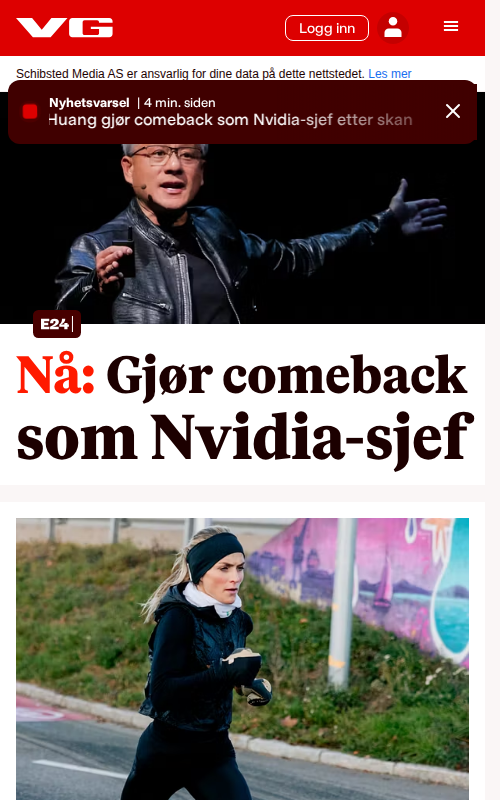 VG
Logg inn
Schibsted Media AS er ansvarlig for dine data på dette nettstedet. Les mer
Nyhetsvarsel | 4 min. siden
Huang gjør comeback som Nvidia-sjef etter skan
E24
Nå: Gjør comeback
som Nvidia-sjef